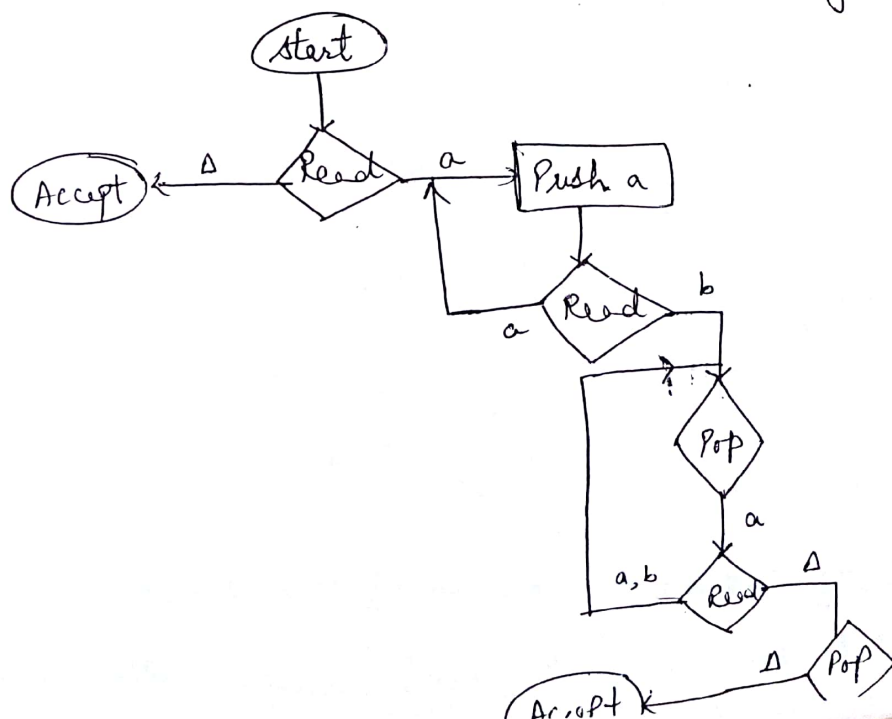 Start
Δ
Read
a
Accept
Push a
Read
b
a
Pop
a
a, b
Read
Δ
Pop
Δ
Accept